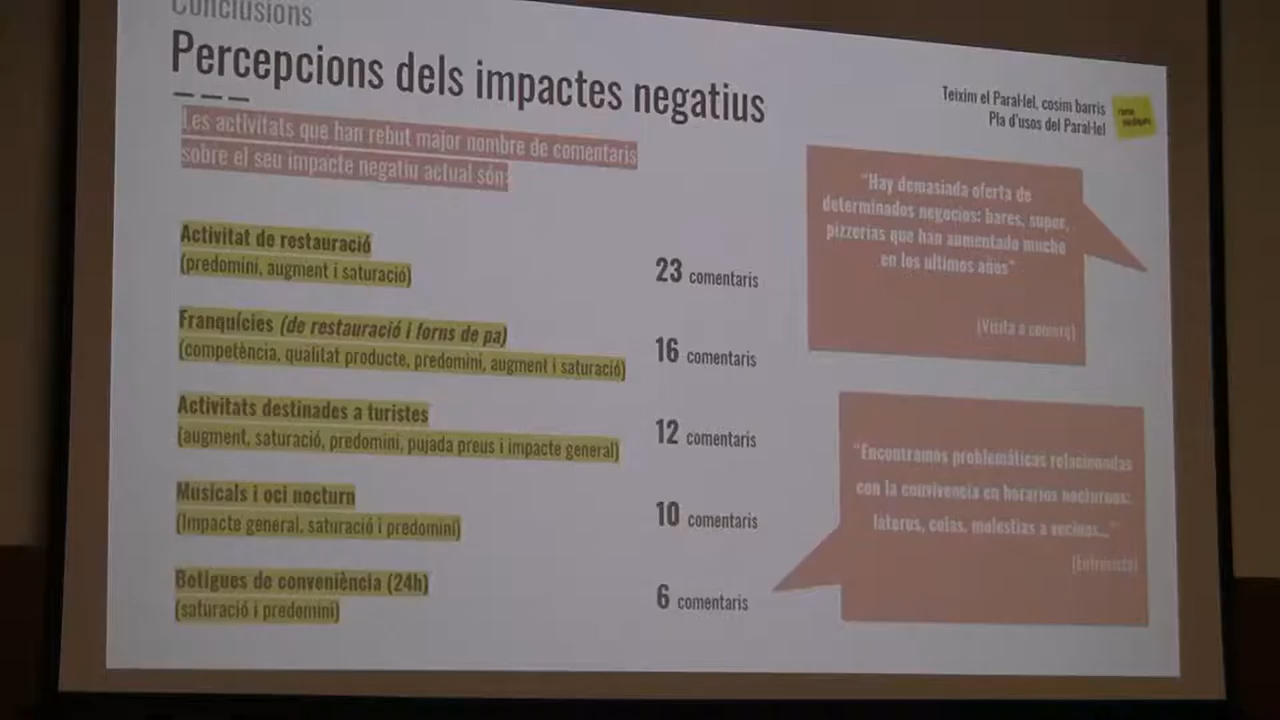 Conclusions
Percepcions dels impactes negatius
Teixim el Paral·lel, cosim barris
Pla d'usos del Paral·lel
Les activitats que han rebut major nombre de comentaris
sobre el seu impacte negatiu actual són:
Activitat de restauració
(predomini, augment i saturació)
23 comentaris
Franquícies (de restauració i forns de pa)
(competència, qualitat producte, predomini, augment i saturació)
16 comentaris
Activitats destinades a turistes
(augment, saturació, predomini, pujada preus i impacte general)
12 comentaris
Musicals i oci nocturn
(Impacte general, saturació i predomini)
10 comentaris
Botigues de conveniència (24h)
(saturació i predomini)
6 comentaris
"Hay demasiada oferta de
determinados negocios: bares, super,
pizzerias que han aumentado mucho
en los ultimos años"
(Visita a comerç)
"Encontramos problemáticas relacionadas
con la convivencia en horarios nocturnos:
lateros, colas, molestias a vecinos..."
(Entrevista)